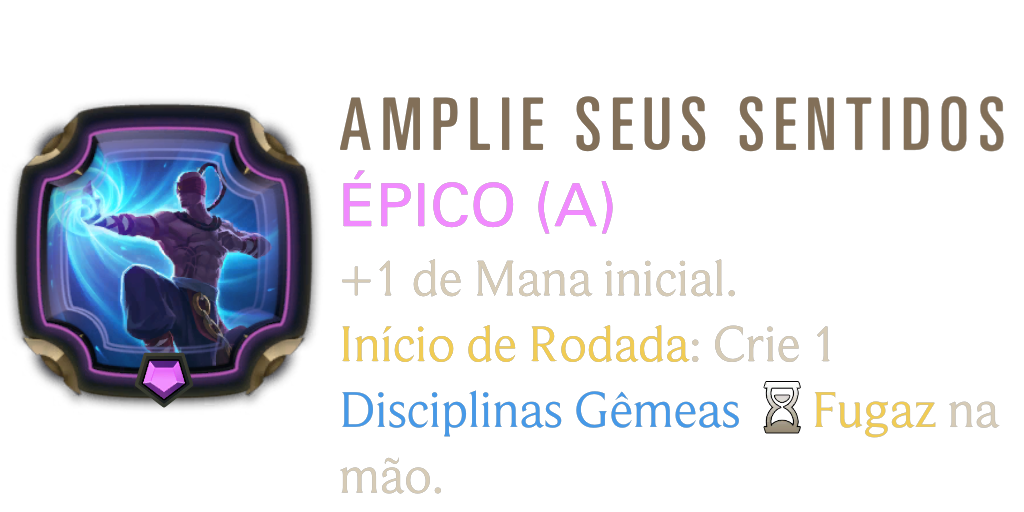 AMPLIE SEUS SENTIDOS
ÉPICO (A)
+1 de Mana inicial.
Início de Rodada: Crie 1
Disciplinas Gêmeas Fugaz na
mão.